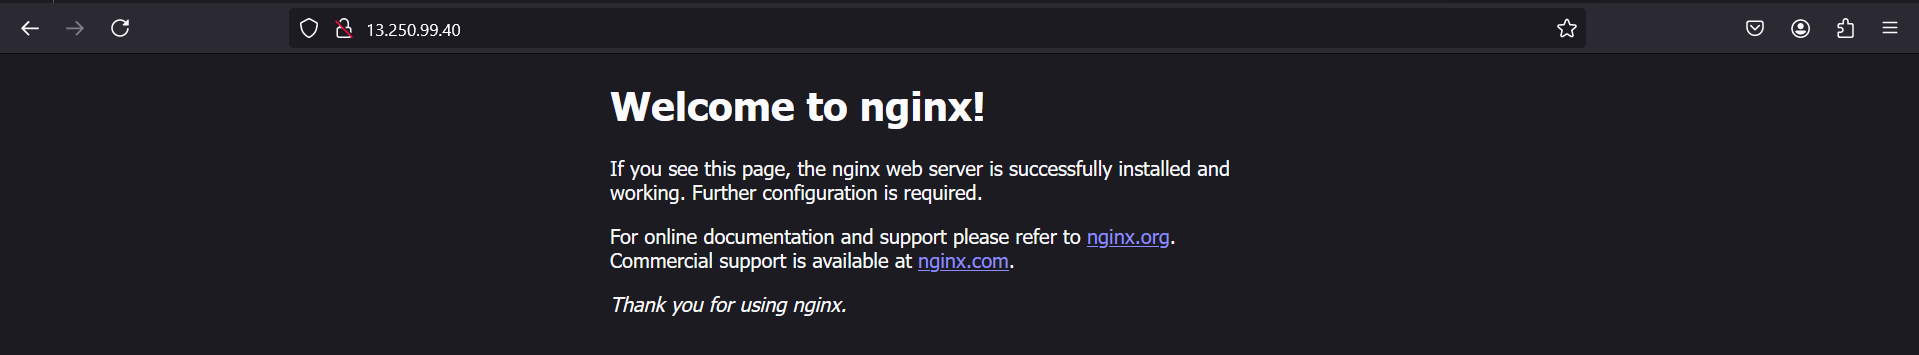 13.250.99.40
Welcome to nginx!
If you see this page, the nginx web server is successfully installed and
working. Further configuration is required.
For online documentation and support please refer to nginx.org.
Commercial support is available at nginx.com.
Thank you for using nginx.